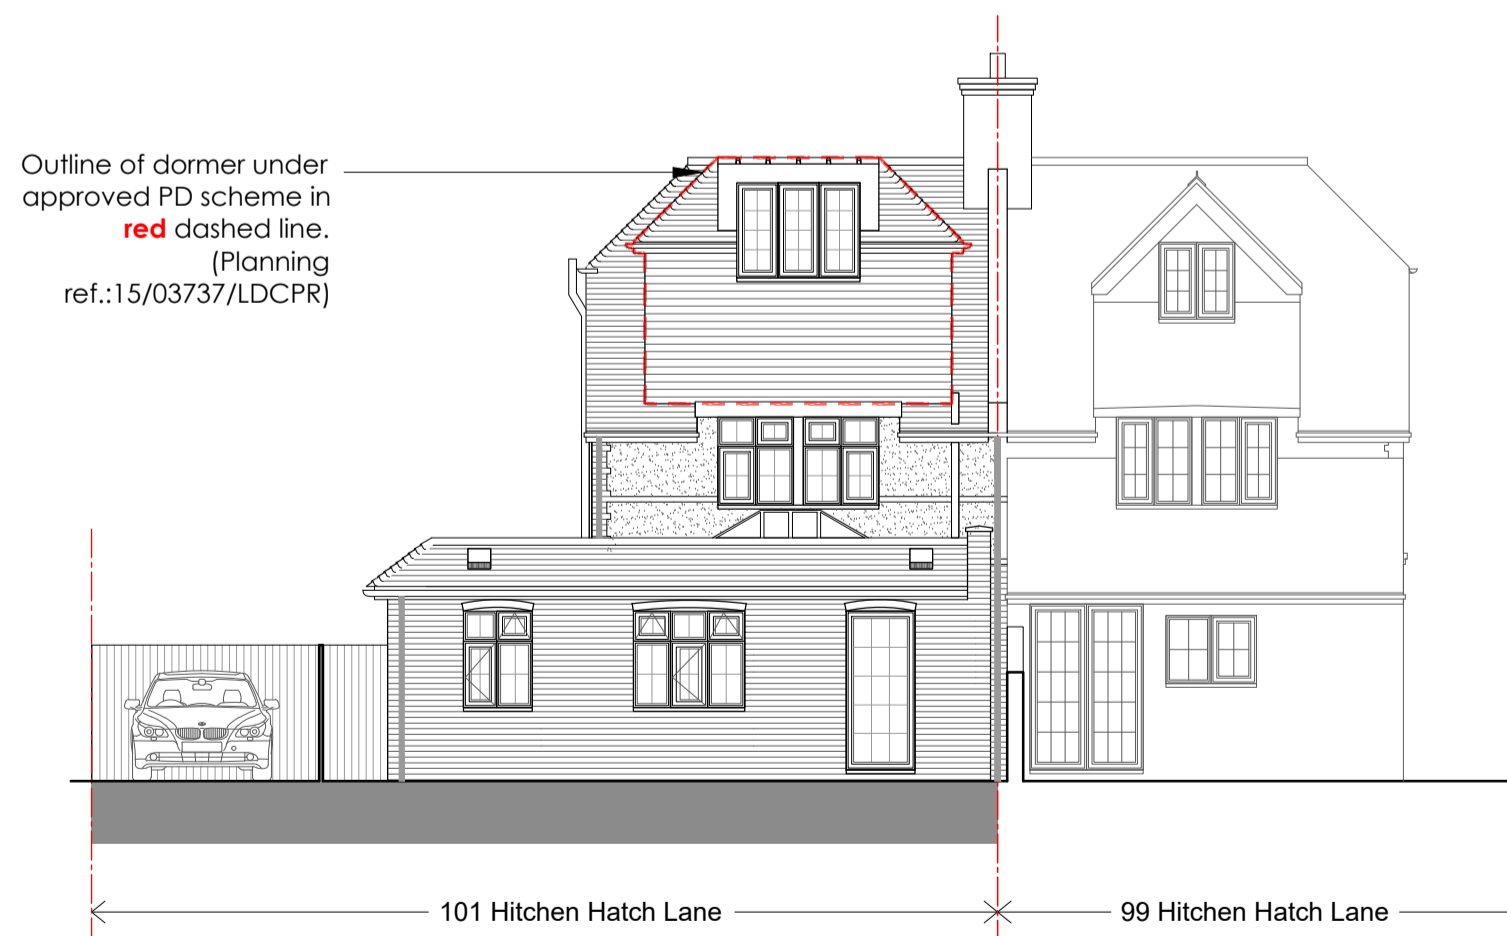 Outline of dormer under
approved PD scheme in
red dashed line.
(Planning
ref.:15/03737/LDCPR)
101 Hitchen Hatch Lane
99 Hitchen Hatch Lane